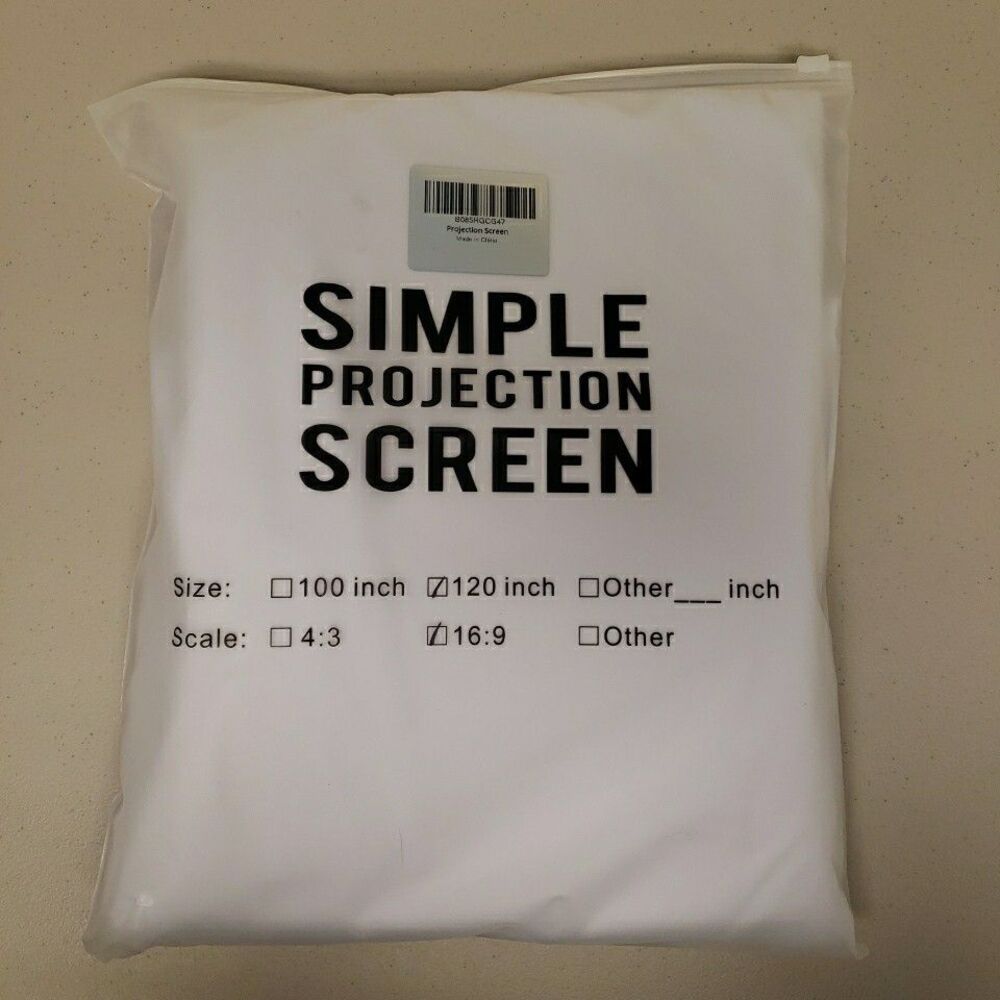 Projection Screen
Made in China
SIMPLE
PROJECTION
SCREEN
Size: ☐100 inch ☑120 inch ☐Other___ inch
Scale: ☐ 4:3 ☑16:9 ☐Other